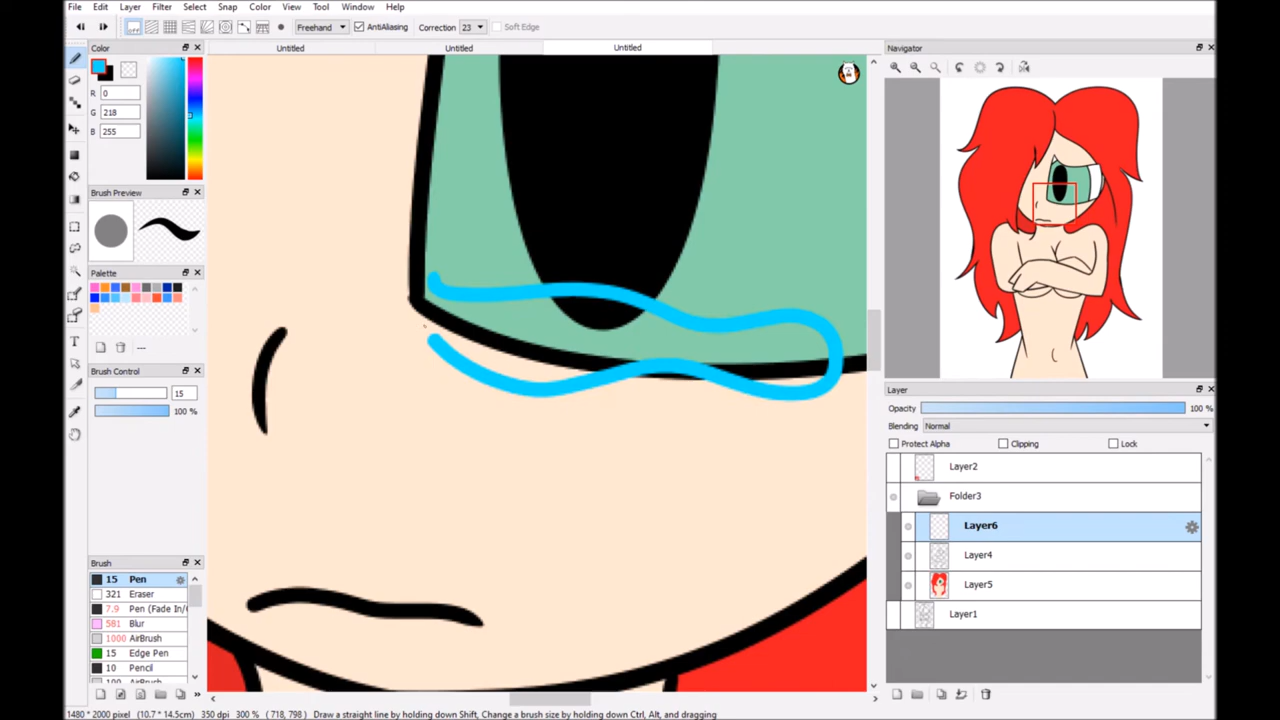 File Edit Layer Filter Select Snap Color View Tool Window Help
off Freehand AntiAliasing Correction 23 Soft Edge
Color
Untitled Untitled Untitled
Navigator
R 0
G 218
B 255
Brush Preview
Palette
---
Brush Control
15
100 %
Layer
Opacity 100 %
Blending Normal
Protect Alpha Clipping Lock
Layer2
Folder3
Layer6
Layer4
Layer5
Layer1
Brush
15 Pen
321 Eraser
7.9 Pen (Fade In/
581 Blur
1000 AirBrush
15 Edge Pen
10 Pencil
100 AirBrush
1480 * 2000 pixel (10.7 * 14.5cm) 350 dpi 300 % ( 718, 798 ) Draw a straight line by holding down Shift, Change a brush size by holding down Ctrl, Alt, and dragging